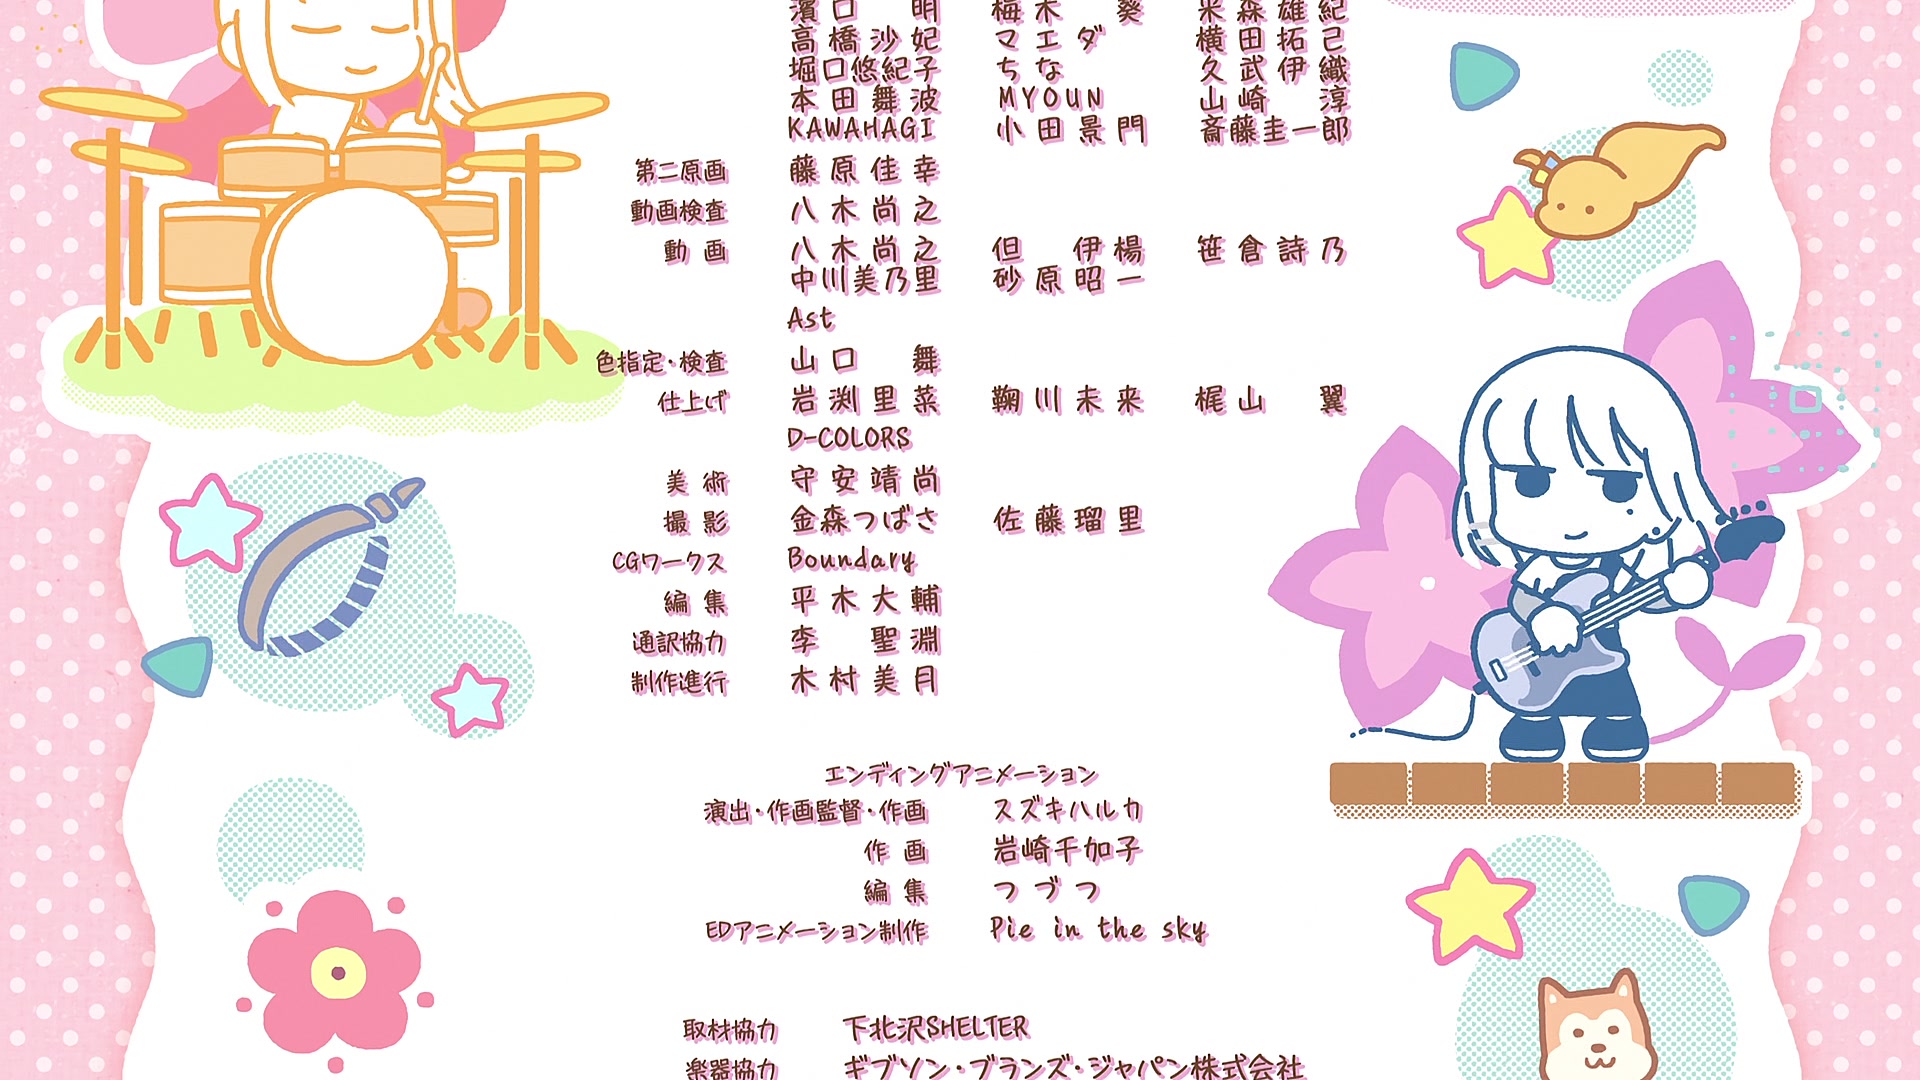 濱口 明 梅木 葵 米森雄紀
高橋沙妃 マエダ 横田拓己
堀口悠紀子 ちな 久武伊織
本田舞波 MYOUN 山崎 淳
KAWAHAGI 小田景門 斎藤圭一郎
第二原画 藤原佳幸
動画検査 八木尚之
動画 八木尚之 但 伊楊 笹倉詩乃
中川美乃里 砂原昭一
Ast
色指定・検査 山口 舞
仕上げ 岩渕里菜 鞠川未来 梶山 翼
D-COLORS
美術 守安靖尚
撮影 金森つばさ 佐藤瑠里
CGワークス Boundary
編集 平木大輔
通訳協力 李 聖淵
制作進行 木村美月
エンディングアニメーション
演出・作画監督・作画 スズキハルカ
作画 岩崎千加子
編集 つづつ
EDアニメーション制作 Pie in the sky
取材協力 下北沢SHELTER
楽器協力 ギブソン・ブランズ・ジャパン株式会社